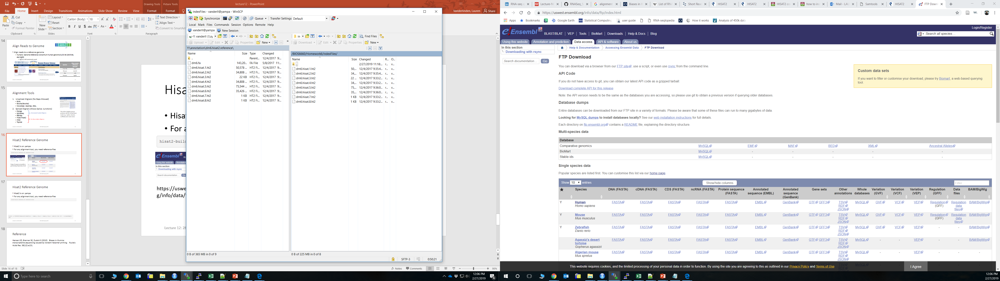 lecture12 - PowerPoint
Drawing Tools
Picture Tools
File
Home
Insert
Design
Transitions
Animations
Slide Show
Review
View
Format
Format
Vanderlinden, Lauren
Share
Paste
Cut
Copy
Format Painter
Clipboard
New Slide
Layout
Reset
Section
Slides
Calibri (Body)
18
Font
Text Direction
Align Text
Convert to SmartArt
Paragraph
14
Align Reads to Genome
• Align reads to a reference genome
15
Alignment Tools
1. Unspliced Aligners (No Gaps Allowed)
• BWA
• Bowtie/Bowtie2
• Novoalign, SeqMap, SEAL
2. Spliced Aligners (Allows Splice -Junctions)
• Erange
• SpliceSeq
• BBMap
• Hisat/Hisat2
• STAR
• TopHat
16
Hisat2 Reference Genome
• Hisat is on yampa
• For any alignment tool, you need reference files
17
Hisat2 Reference Genome
• Hisat2 is on yampa
• For any alignment tool, you need reference files
18
Reference
Hansen KD, Brenner SE, Dudoit S (2010). Biases in Illumina
transcriptome sequencing caused by random hexamer priming. Nucleic
Acids Res. 38(12):e131.
Hisa
• Hisat
• For a
hisat2-build
e!Ensembl
Using this website
Annotation
In this section
Downloading with rsync
Search documentation...
Go
https://uswe
g/info/data/
Lecture 12: 28
Slide 16 of 18
Notes
Comments
98%
indexFiles - vanderll@yampa - WinSCP
Synchronize
Queue
Transfer Settings Default
Local Mark Files Commands Session Options Remote Help
vanderll@yampa
New Session
Y: vanderll (\\s
in
Find Files
Upload
Edit
Properties
New
Download
Edit
Properties
New
Y:\annotation\dm6.hisat2.reference\
Name Size Type Changed
.. Parent... 12/4/2017 9:...
dm6.fa 143,20... FA File 5/8/2017 11:...
dm6.hisat.1.ht2 50,578 ... HT2 Fi... 12/4/2017 9:...
dm6.hisat.2.ht2 34,808 ... HT2 Fi... 12/4/2017 9:...
dm6.hisat.3.ht2 22 KB HT2 Fi... 12/4/2017 9:...
dm6.hisat.4.ht2 34,808 ... HT2 Fi... 12/4/2017 9:...
dm6.hisat.5.ht2 75,544 ... HT2 Fi... 12/4/2017 9:...
dm6.hisat.6.ht2 35,426 ... HT2 Fi... 12/4/2017 9:...
dm6.hisat.7.ht2 1 KB HT2 Fi... 12/4/2017 9:...
dm6.hisat.8.ht2 1 KB HT2 Fi... 12/4/2017 9:...
0 B of 365 MB in 0 of 9
/BIOS6660/Homework6/indexFiles/
Name Size Changed R... O...
.. 2/27/2019 11:18:... r... v...
dm6.hisat.1.ht2 50,... 12/4/2017 9:35:4... r... v...
dm6.hisat.2.ht2 34,... 12/4/2017 9:35:4... r... v...
dm6.hisat.3.ht2 22 ... 12/4/2017 9:33:2... r... v...
dm6.hisat.4.ht2 34,... 12/4/2017 9:33:2... r... v...
dm6.hisat.5.ht2 75,... 12/4/2017 9:36:0... r... v...
dm6.hisat.6.ht2 35,... 12/4/2017 9:36:0... r... v...
dm6.hisat.7.ht2 1 KB 12/4/2017 9:33:2... r... v...
dm6.hisat.8.ht2 1 KB 12/4/2017 9:33:2... r... v...
0 B of 225 MB in 0 of 8
SFTP-3
0:50:21
Type here to search
12:06 PM
2/27/2019
RNA-seq
Lecture-N
RNASeq_S
alignment
Biases in
List of RNA
Short Read
HISAT2
HISAT2
HISAT2 co
how to ins
Mail - LAU
Samtools
HISAT2
FTP Down
https://uswest.ensembl.org/info/data/ftp/index.html
Apps
Bookmarks
Google Earth
Statistical Computing
user guide
RNA-seqlopedia
How it works
Analysis of 450k data
e!Ensembl
BLAST/BLAT | VEP | Tools | BioMart | Downloads | Help & Docs | Blog
Login/Register
Search all species...
Using this website
Annotation and prediction
Data access
API & software
About us
In this section
Downloading with rsync
Search documentation...
Go
Help & Documentation
Accessing Ensembl Data
FTP Download
FTP Download
You can download via a browser from our FTP site, use a script, or even use rsync from the command line.
Custom data sets
If you want to filter or customise your download, please try Biomart, a web-based querying
tool.
API Code
If you do not have access to git, you can obtain our latest API code as a gzipped tarball:
Download complete API for this release
Note: the API version needs to be the same as the databases you are accessing, so please use git to obtain a previous version if querying older databases.
Database dumps
Entire databases can be downloaded from our FTP site in a variety of formats. Please be aware that some of these files can run to many gigabytes of data.
Looking for MySQL dumps to install databases locally? See our web installation instructions for full details.
Each directory on ftp.ensembl.org contains a README file, explaining the directory structure.
Multi-species data
Database
Comparative genomics MySQL EMF MAF BED XML Ancestral Alleles
BioMart MySQL - - - - -
Stable ids MySQL - - - - -
Single species data
Popular species are listed first. You can customise this list via our home page.
Show 10 entries
Show/hide columns
Filter
Species DNA (FASTA) cDNA (FASTA) CDS (FASTA) ncRNA (FASTA) Protein sequence (FASTA) Annotated sequence (EMBL) Annotated sequence (GenBank) Gene sets Other annotations Whole databases Variation (GVF) Variation (VCF) Variation (VEP) Regulation (GFF) Data files BAM/BigWig
Y Human Homo sapiens FASTA FASTA FASTA FASTA FASTA EMBL GenBank GTF GFF3 TSV RDF JSON MySQL GVF VCF VEP Regulation (GFF) Regulation data files BAM/BigWig
Y Mouse Mus musculus FASTA FASTA FASTA FASTA FASTA EMBL GenBank GTF GFF3 TSV RDF JSON MySQL GVF VCF VEP Regulation (GFF) Regulation data files BAM/BigWig
Y Zebrafish Danio rerio FASTA FASTA FASTA FASTA FASTA EMBL GenBank GTF GFF3 TSV RDF JSON MySQL GVF VCF VEP - - BAM/BigWig
Agassiz's desert tortoise Gopherus agassizii FASTA FASTA FASTA FASTA FASTA EMBL GenBank GTF GFF3 TSV RDF JSON MySQL - - VEP - - BAM/BigWig
Algerian mouse Mus spretus FASTA FASTA FASTA FASTA FASTA EMBL GenBank GTF GFF3 TSV RDF JSON MySQL - - VEP - - -
This website requires cookies, and the limited processing of your personal data in order to function. By using the site you are agreeing to this as outlined in our Privacy Policy and Terms of Use
I Agree
12:06 PM
2/27/2019